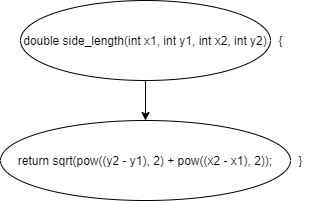 double side_length(int x1, int y1, int x2, int y2) {
return sqrt(pow((y2 - y1), 2) + pow((x2 - x1), 2)); }